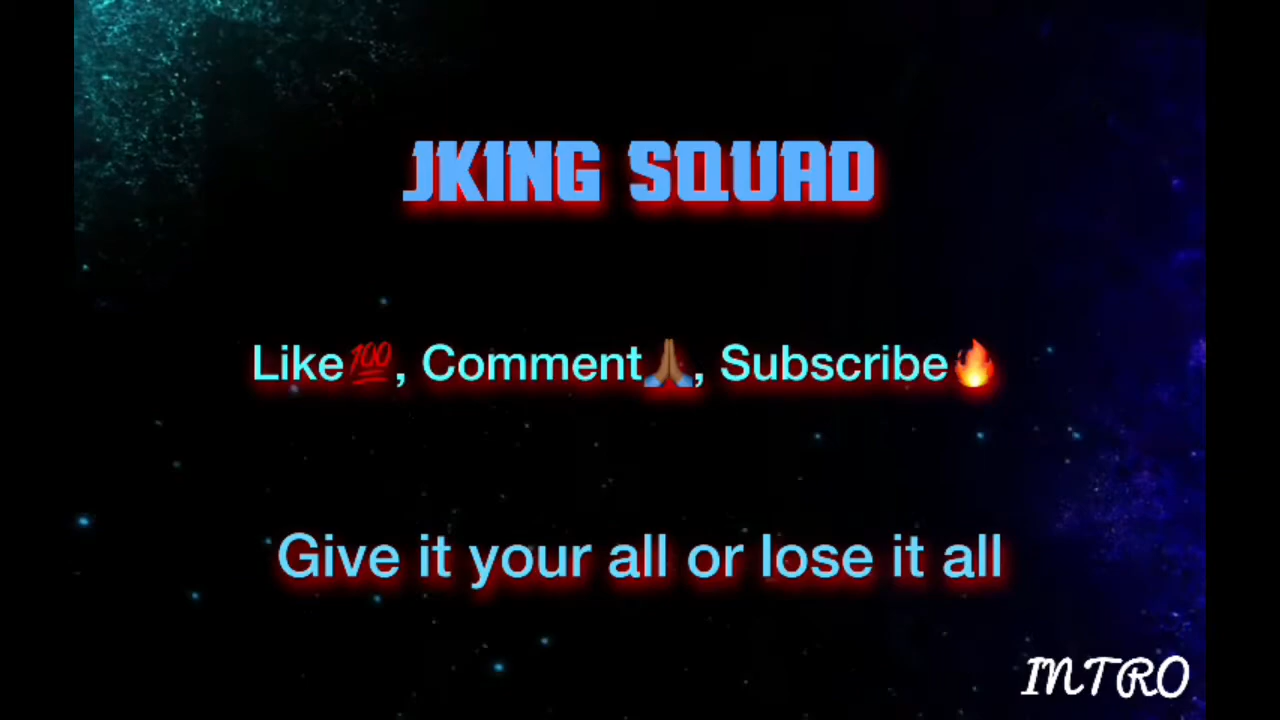 JKING SQUAD
Like💯, Comment🙏🏾, Subscribe🔥
Give it your all or lose it all
INTRO